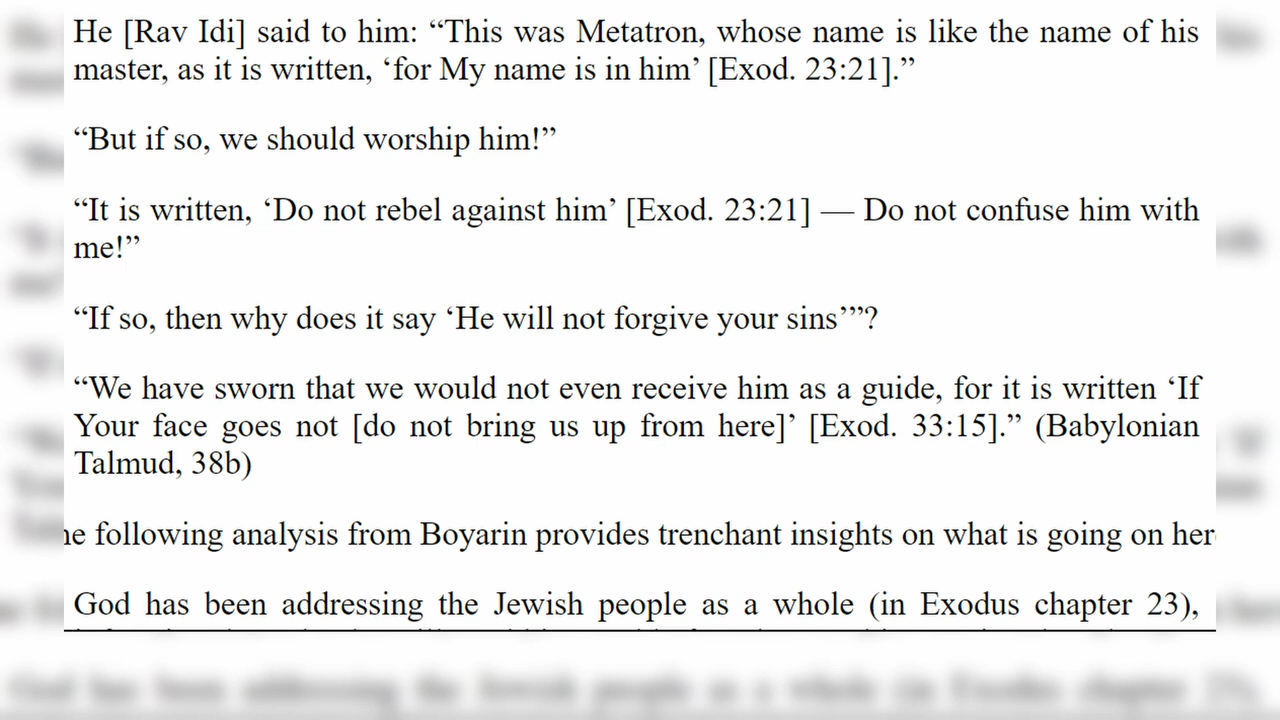 He [Rav Idi] said to him: “This was Metatron, whose name is like the name of his
master, as it is written, ‘for My name is in him’ [Exod. 23:21].”
“But if so, we should worship him!”
“It is written, ‘Do not rebel against him’ [Exod. 23:21] — Do not confuse him with
me!”
“If so, then why does it say ‘He will not forgive your sins’”?
“We have sworn that we would not even receive him as a guide, for it is written ‘If
Your face goes not [do not bring us up from here]’ [Exod. 33:15].” (Babylonian
Talmud, 38b)
following analysis from Boyarin provides trenchant insights on what is going on
God has been addressing the Jewish people as a whole (in Exodus chapter 23),